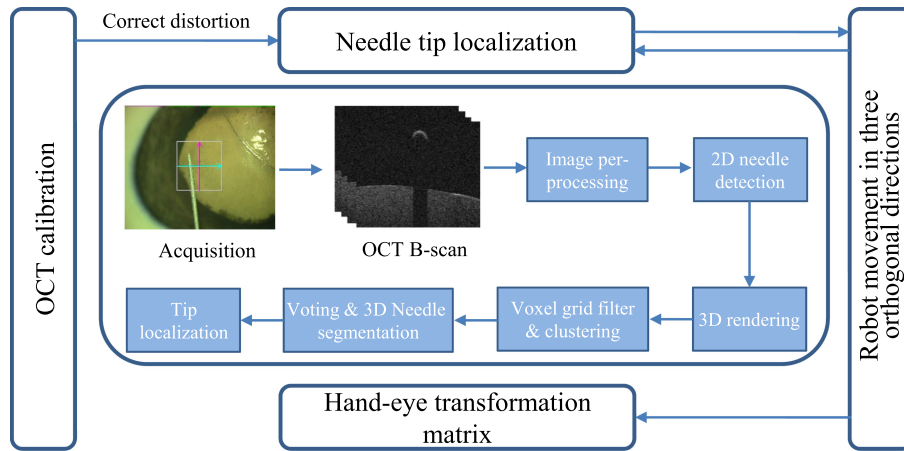 OCT calibration
Correct distortion
Needle tip localization
Acquisition
OCT B-scan
Image per-
processing
2D needle
detection
Tip
localization
Voting & 3D Needle
segmentation
Voxel grid filter
& clustering
3D rendering
Hand-eye transformation
matrix
Robot movement in three
orthogonal directions